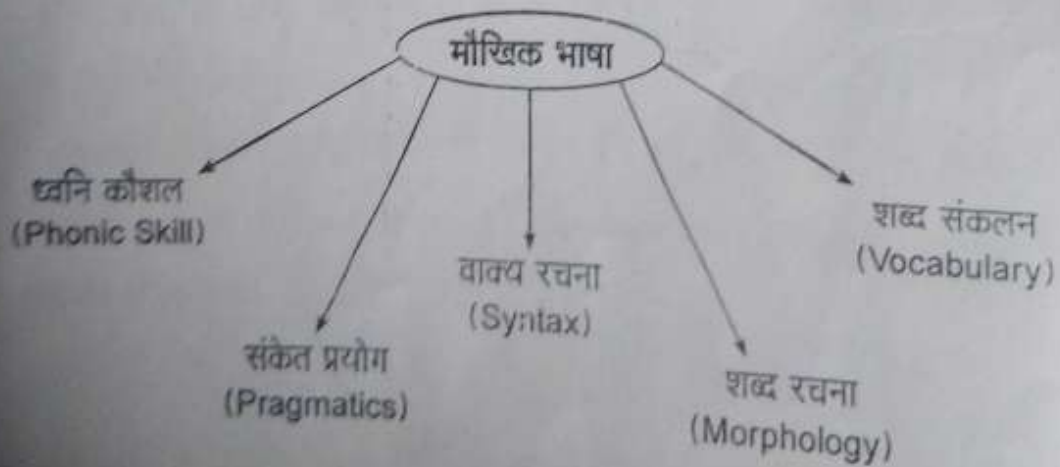 मौखिक भाषा
ध्वनि कौशल
(Phonic Skill)
शब्द संकलन
(Vocabulary)
वाक्य रचना
(Syntax)
संकेत प्रयोग
(Pragmatics)
शब्द रचना
(Morphology)